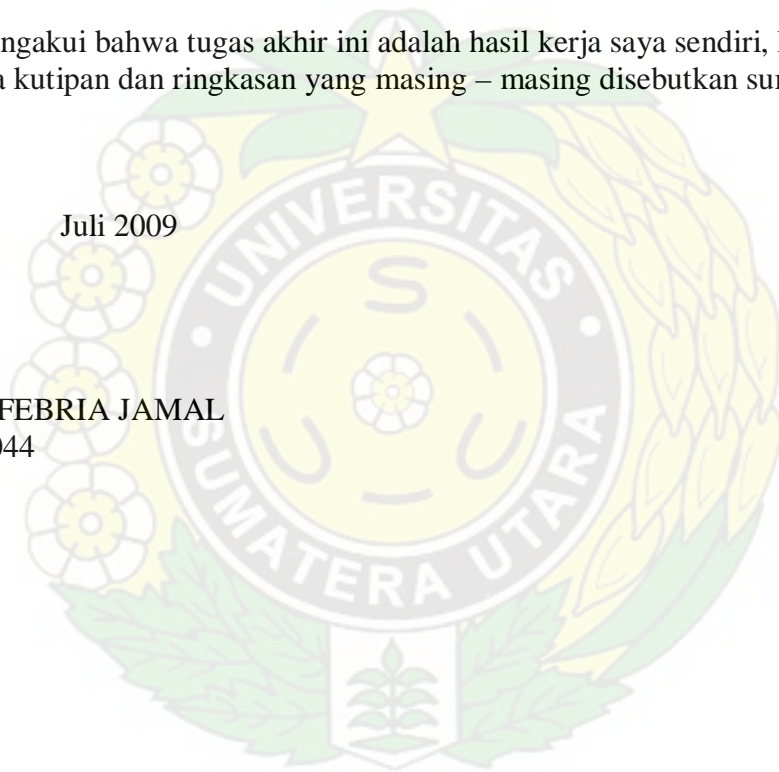 ngakui bahwa tugas akhir ini adalah hasil kerja saya sendiri,
kutipan dan ringkasan yang masing – masing disebutkan
Juli 2009
FEBRIA JAMAL
044
UNIVERSITAS
SUMATERA UTARA
U S U